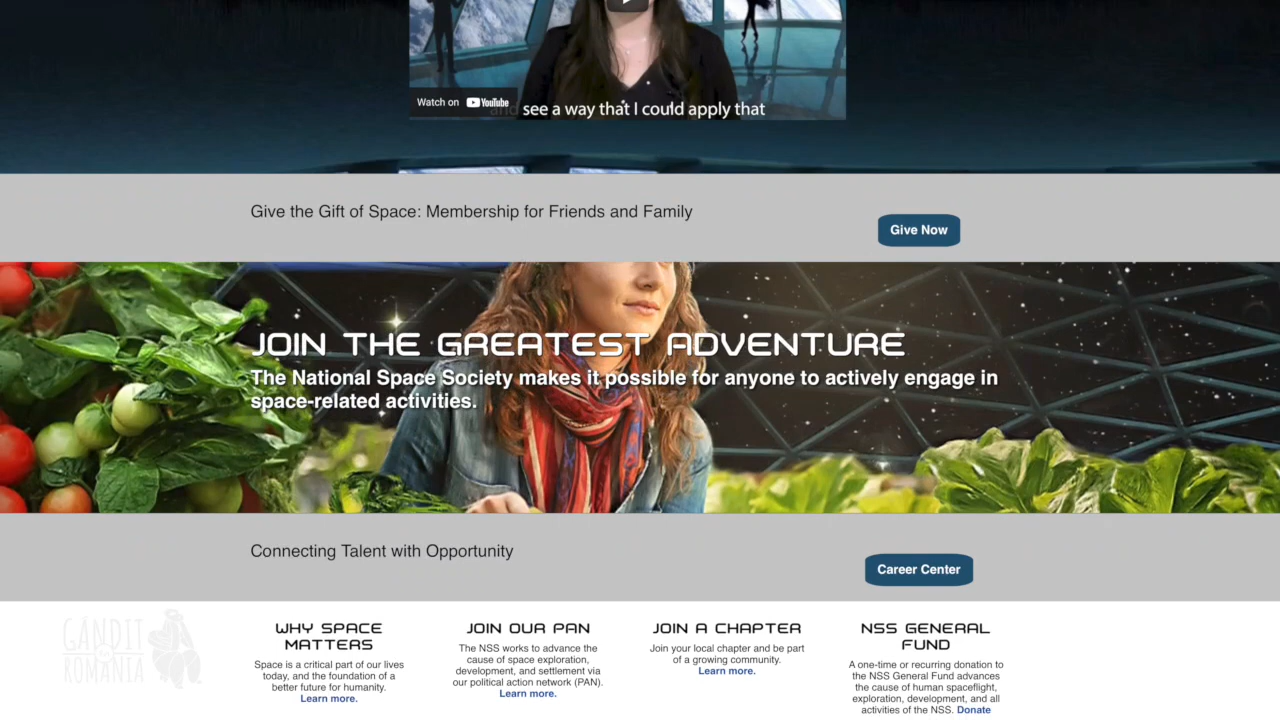 Watch on YouTube
and see a way that I could apply that
Give the Gift of Space: Membership for Friends and Family
Give Now
JOIN THE GREATEST ADVENTURE
The National Space Society makes it possible for anyone to actively engage in
space-related activities.
Connecting Talent with Opportunity
Career Center
GÂNDIT
ÎN
ROMÂNIA
WHY SPACE
MATTERS
Space is a critical part of our lives
today, and the foundation of a
better future for humanity.
Learn more.
JOIN OUR PAN
The NSS works to advance the
cause of space exploration,
development, and settlement via
our political action network (PAN).
Learn more.
JOIN A CHAPTER
Join your local chapter and be part
of a growing community.
Learn more.
NSS GENERAL
FUND
A one-time or recurring donation to
the NSS General Fund advances
the cause of human spaceflight,
exploration, development, and all
activities of the NSS. Donate